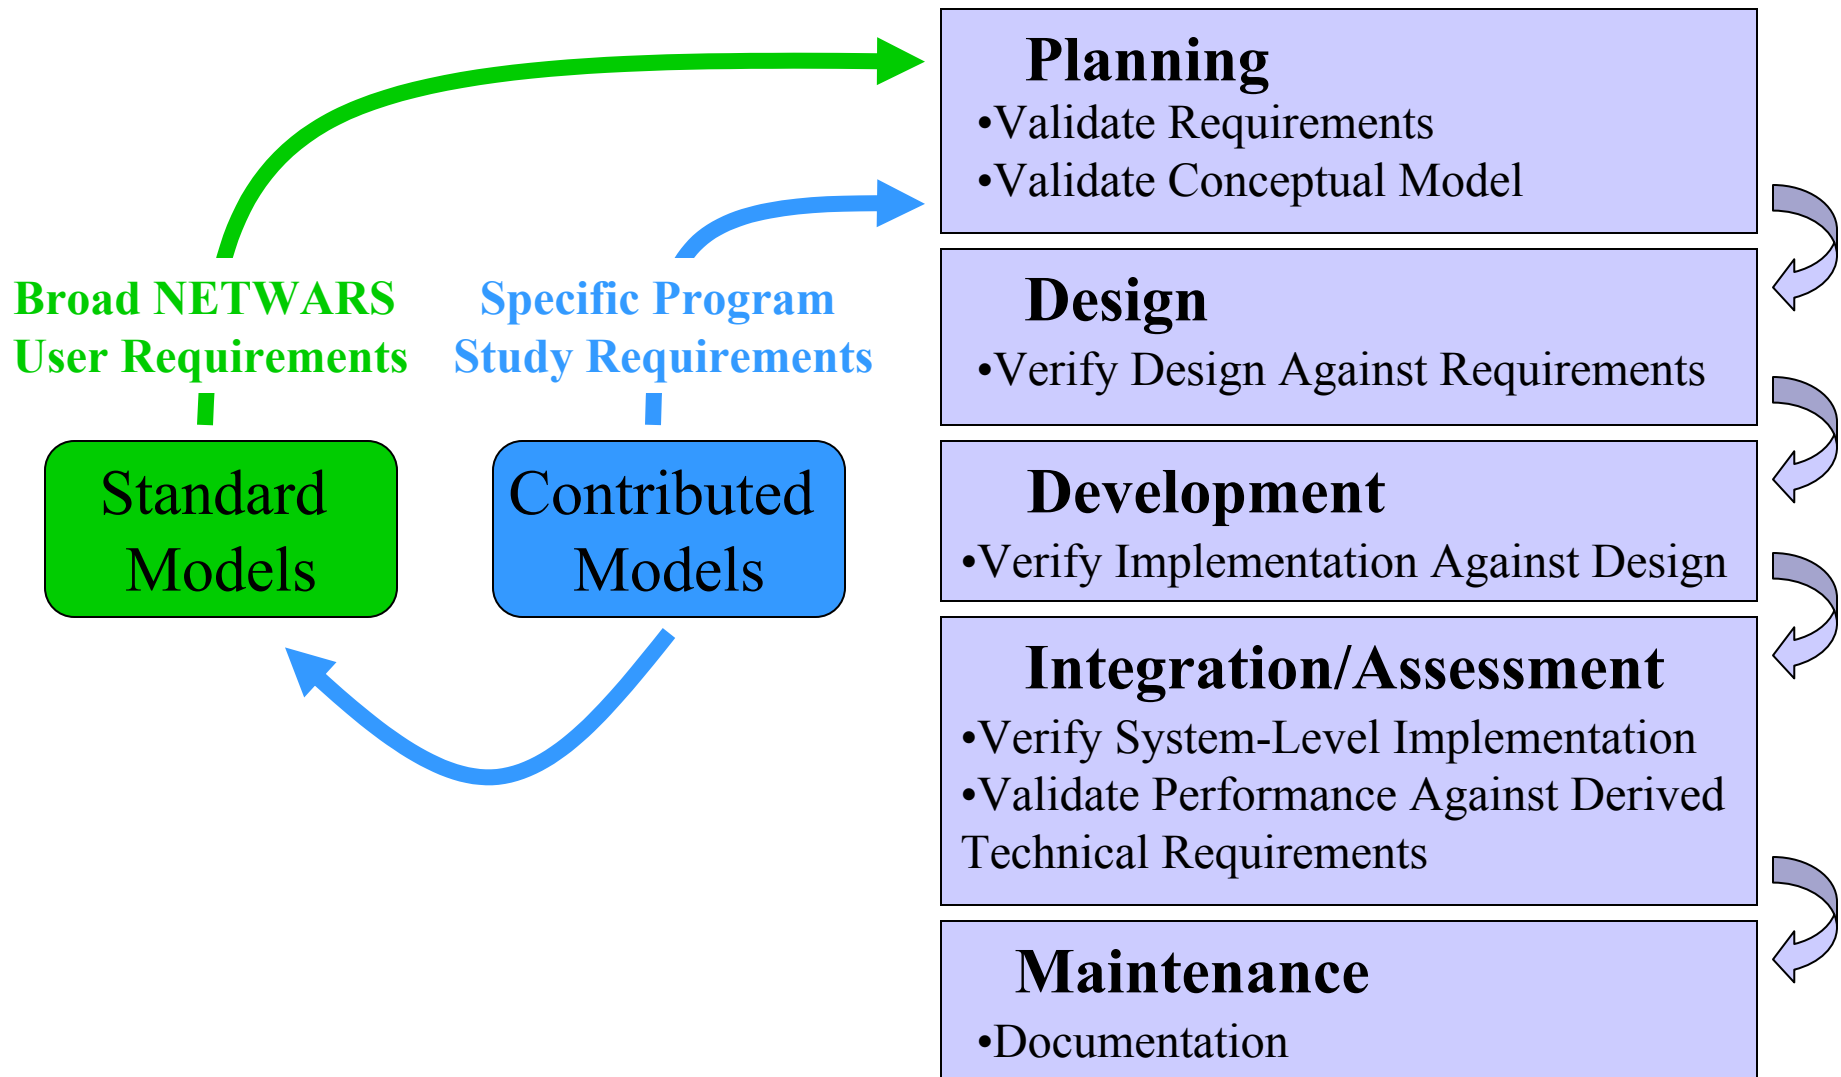 Broad NETWARS
User Requirements
Specific Program
Study Requirements
Standard
Models
Contributed
Models
Planning
•Validate Requirements
•Validate Conceptual Model
Design
•Verify Design Against Requirements
Development
•Verify Implementation Against Design
Integration/Assessment
•Verify System-Level Implementation
•Validate Performance Against Derived
Technical Requirements
Maintenance
•Documentation